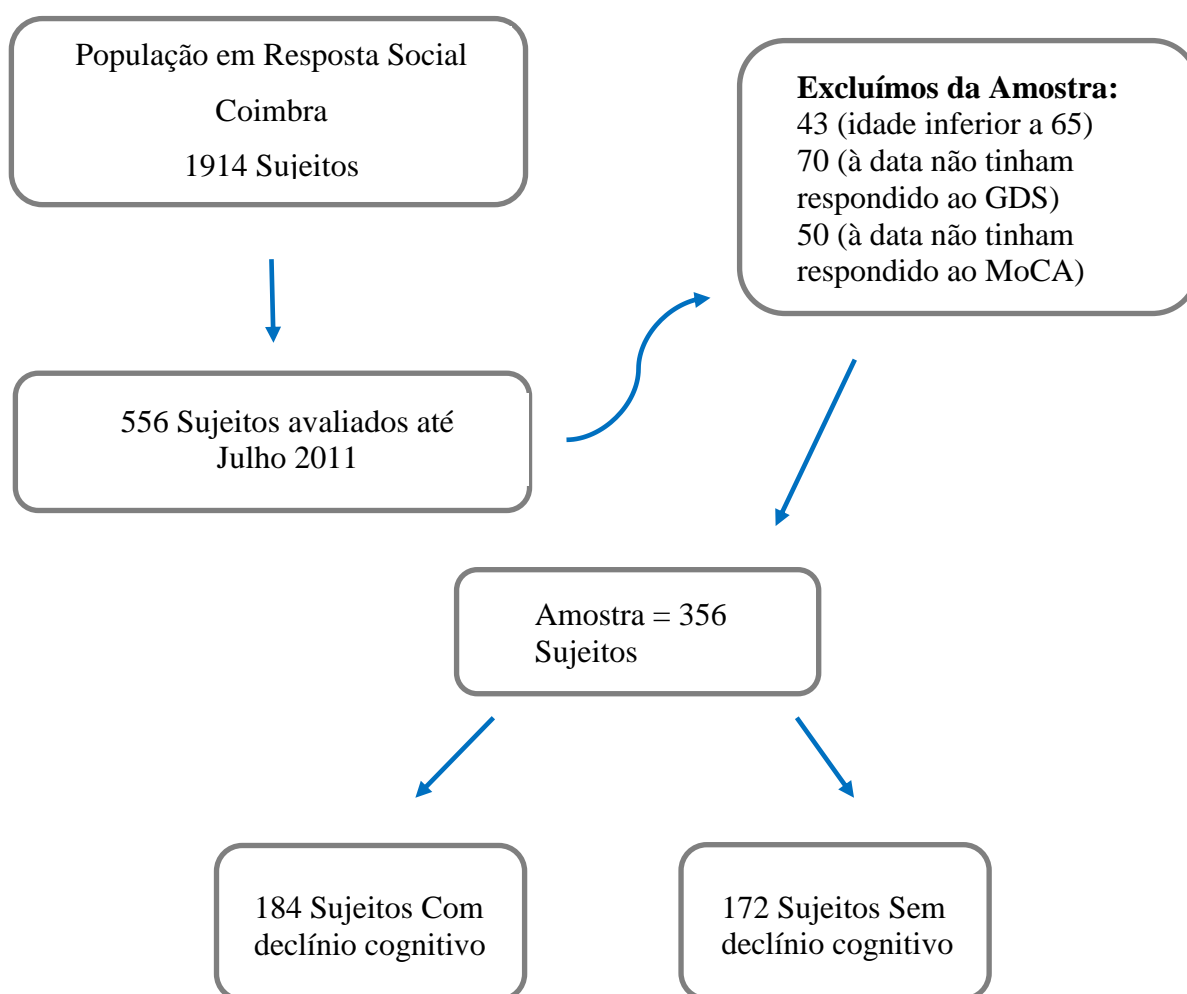 População em Resposta Social
Coimbra
1914 Sujeitos
Excluímos da Amostra:
43 (idade inferior a 65)
70 (à data não tinham
respondido ao GDS)
50 (à data não tinham
respondido ao MoCA)
556 Sujeitos avaliados até
Julho 2011
Amostra = 356
Sujeitos
184 Sujeitos Com
declínio cognitivo
172 Sujeitos Sem
declínio cognitivo